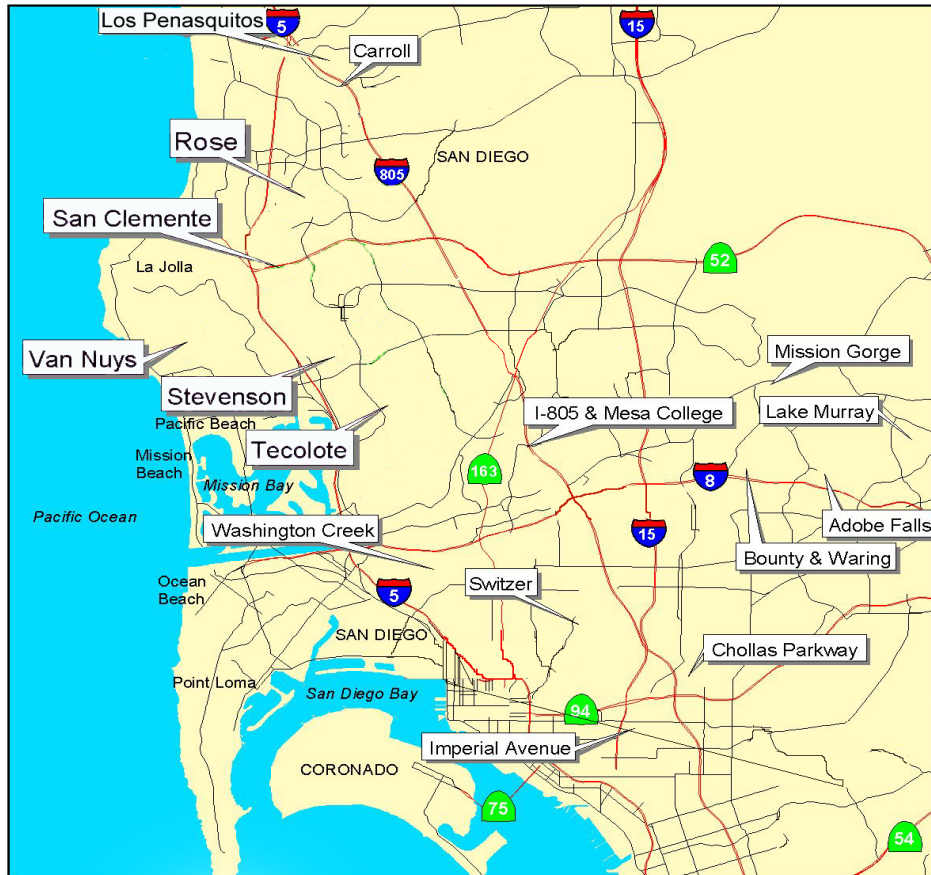 Los Penasquitos
5
15
Carroll
Rose
SAN DIEGO
805
San Clemente
La Jolla
52
Van Nuys
Mission Gorge
Stevenson
I-805 & Mesa College
Lake Murray
Pacific Beach
Tecolote
Mission
Beach
163
8
Mission Bay
Pacific Ocean
Washington Creek
15
Adobe Falls
Bounty & Waring
Ocean
Beach
5
Switzer
SAN DIEGO
Chollas Parkway
Point Loma
San Diego Bay
94
Imperial Avenue
CORONADO
75
54